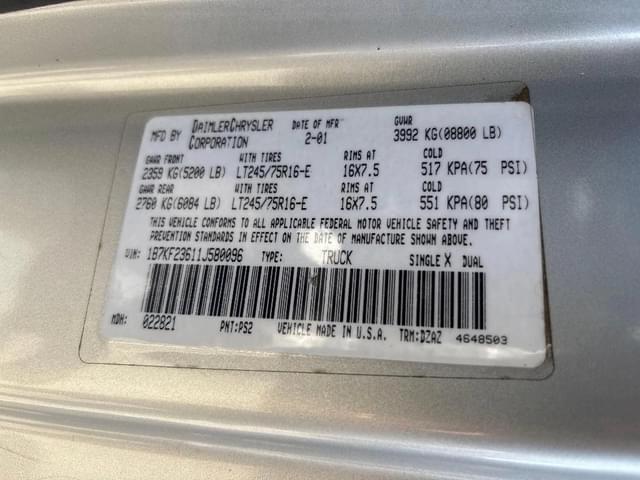 MFD BY DAIMLERCHRYSLER CORPORATION DATE OF MFR 2-01 GVWR 3992 KG(08800 LB)
GAWR FRONT WITH TIRES RIMS AT COLD
2359 KG(5200 LB) LT245/75R16-E 16X7.5 517 KPA(75 PSI)
GAWR REAR WITH TIRES RIMS AT COLD
2760 KG(6084 LB) LT245/75R16-E 16X7.5 551 KPA(80 PSI)
THIS VEHICLE CONFORMS TO ALL APPLICABLE FEDERAL MOTOR VEHICLE SAFETY AND THEFT
PREVENTION STANDARDS IN EFFECT ON THE DATE OF MANUFACTURE SHOWN ABOVE.
VIN: 1B7KF23611J580096 TYPE: TRUCK SINGLE X DUAL
MDH: 022821 PNT:PS2 VEHICLE MADE IN U.S.A. TRM:DZAZ 4648503